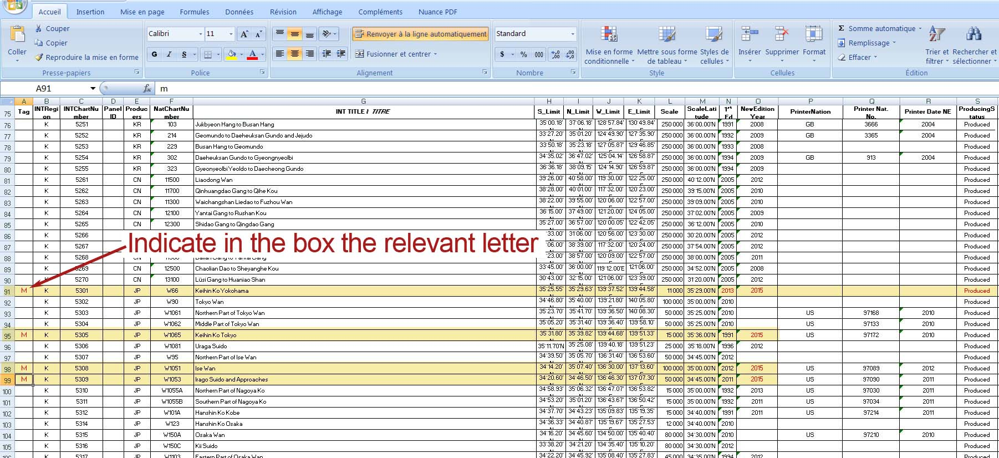 Accueil Insertion Mise en page Formules Données Révision Affichage Compléments Nuance PDF
Couper
Copier
Reproduire la mise en forme
Coller
Presse-papiers
Calibri 11
G I S
Police
Renvoyer à la ligne automatiquement
Fusionner et centrer
Alignement
Standard
$ % 000
Nombre
Mise en forme conditionnelle
Mettre sous forme de tableau
Styles de cellules
Style
Insérer Supprimer Format
Cellules
Σ Somme automatique
Remplissage
Effacer
Trier et filtrer
Rechercher et sélectionner
Édition
A91 fx m
A B C D E F G H I J K L M N O P Q R S
75 Tag INTRegion INTChartNumber Panel ID Producers NatChartNumber INT TITLE / TITRE S_Limit N_Limit W_Limit E_Limit Scale ScaleLatitude 1st Ed NewEdition Year PrinterNation Printer Nat. No. Printer Date NE ProducingStatus
76 K 5251 KR 103 Jukbyeon Hang to Busan Hang 35°00.18' 37°06.18' 128°57.84' 130°49.84' 250 000 36°00.00'N 1991 2008 GB 3666 2004 Produced
77 K 5252 KR 214 Geomundo to Daeheuksan Gundo and Jejudo 33°27.20' 35°01.20' 124°49.90' 127°35.90' 250 000 36°00.00'N 1992 2009 GB 3365 2004 Produced
78 K 5253 KR 229 Busan Hang to Geomundo 33°50.18' 35°23.18' 127°05.87' 129°46.85' 250 000 36°00.00'N 1993 2008 Produced
79 K 5254 KR 302 Daeheuksan Gundo to Gyeongnyeolbi 34°35.02' 36°47.02' 125°04.14' 126°58.87' 250 000 36°00.00'N 1994 2009 GB 913 2004 Produced
80 K 5255 KR 323 Gyeonyeolbi Yeoldo to Daecheong Gundo 36°36.18' 38°09.15' 124°14.90' 126°59.87' 250 000 36°00.00'N 1994 2009 Produced
81 K 5261 CN 11500 Liaodong Wan 39°26.00' 40°58.00' 119°30.00' 122°25.00' 250 000 40°12.00'N 2005 2012 Produced
82 K 5262 CN 11700 Qinhuangdao Gang to Qihe Kou 38°28.00' 40°01.00' 117°32.00' 120°23.00' 250 000 39°15.00'N 2005 2010 Produced
83 K 5263 CN 11300 Waichangshan Liedao to Fuzhou Wan 38°22.00' 39°55.00' 120°06.00' 122°57.00' 250 000 39°09.00'N 2005 2010 Produced
84 K 5264 CN 12100 Yantai Gang to Rushan Kou 36°15.00' 37°49.00' 121°20.00' 124°05.00' 250 000 37°02.00'N 2005 2009 Produced
85 K 5265 CN 12300 Shidao Gang to Qingdao Gang 35°27.00' 36°57.00' 120°00.05' 122°42.05' 250 000 36°12.00'N 2005 2010 Produced
86 K 5266 33.00' 31°06.00' 120°56.00' 123°30.00' 250 000 30°20.00'N 2005 2012 Produced
Indicate in the box the relevant letter
87 K 5267 06.00' 38°39.00' 117°32.00' 120°24.00' 250 000 37°54.00'N 2005 2012 Produced
88 K 5268 23.00' 38°57.00' 120°09.00' 122°57.00' 250 000 38°00.00'N 2005 2011 Produced
89 K 5269 CN 12500 Chaolian Dao to Sheyanghe Kou 33°45.00' 36°00.00' 119°12.00'E 121°06.00' 250 000 34°52.00'N 2005 2008 Produced
90 K 5270 CN 13100 Lüsi Gang to Huaniao Shan 30°43.00' 32°15.00' 121°06.00' 123°39.00' 250 000 31°20.00'N 2005 2012 Produced
91 M K 5301 JP W66 Keihin Ko Yokohama 35°25.55' 35°29.63' 139°37.52' 139°44.58' 11 000 35°29.00'N 2013 2015 Produced
92 K 5302 JP W90 Tokyo Wan 34°46.80' 35°40.00' 139°21.80' 140°05.80' 100 000 35°00.00'N 2010 Produced
93 K 5303 JP W1061 Northern Part of Tokyo Wan 35°23.70' 35°41.70' 139°36.50' 140°08.30' 50 000 35°25.00'N 2010 US 97168 2010 Produced
94 K 5304 JP W1062 Middle Part of Tokyo Wan 35°05.20' 35°31.40' 139°36.40' 139°58.10' 50 000 35°25.00'N 2010 US 97133 2010 Produced
95 M K 5305 JP W1065 Keihin Ko Tokyo 35°31.80' 35°39.82' 139°44.68' 139°51.33' 15 000 35°36.00'N 1991 2015 US 97172 2010 Produced
96 K 5306 JP W1081 Uraga Suido 35°11.70'N 35°25.08' 139°40.18' 139°51.23' 25 000 35°18.00'N 1996 2012 Produced
97 K 5307 JP W95 Northern Part of Ise Wan 34°39.50' 35°05.70' 136°31.40' 136°53.60' 50 000 34°45.00'N 2012 Produced
98 M K 5308 JP W1051 Ise Wan 34°14.20' 35°07.40' 136°30.00' 137°13.60' 100 000 35°00.00'N 2012 2015 US 97089 2012 Produced
99 M K 5309 JP W1053 Irago Suido and Approaches 34°20.60' 34°46.50' 136°46.30' 137°07.30' 50 000 34°45.00'N 2011 2015 US 97090 2011 Produced
100 K 5310 JP W1055A Northern Part of Nagoya Ko 34°58.93' 35°06.32' 136°47.07' 136°53.82' 15 000 35°00.00'N 1992 2013 US 97030 2011 Produced
101 K 5311 JP W1055B Southern Part of Nagoya Ko 34°53.20' 35°01.20' 136°43.67' 136°50.42' 15 000 35°00.00'N 1992 2011 US 97034 2011 Produced
102 K 5312 JP W101A Hanshin Ko Kobe 34°37.70' 34°43.23' 135°09.83' 135°19.35' 15 000 34°40.00'N 1991 2011 US 97214 2011 Produced
103 K 5314 JP W123 Hanshin Ko Osaka 34°36.33' 34°40.87' 135°19.67' 135°27.53' 12 000 34°40.00'N 2010 Produced
104 K 5315 JP W150A Osaka Wan 34°16.20' 34°45.60' 134°50.00' 135°40.40' 80 000 34°30.00'N 2010 US 97210 2010 Produced
105 K 5316 JP W150C Kii Suido 33°38.20' 34°21.20' 134°35.40' 135°10.20' 80 000 34°30.00'N 2012 Produced
106 K 5317 JP W1103 Eastern Part of Osaka Wan 34°22.20' 34°45.92' 135°08.40' 135°27.83' 45 000 34°35.00'N 1994 2012 Produced